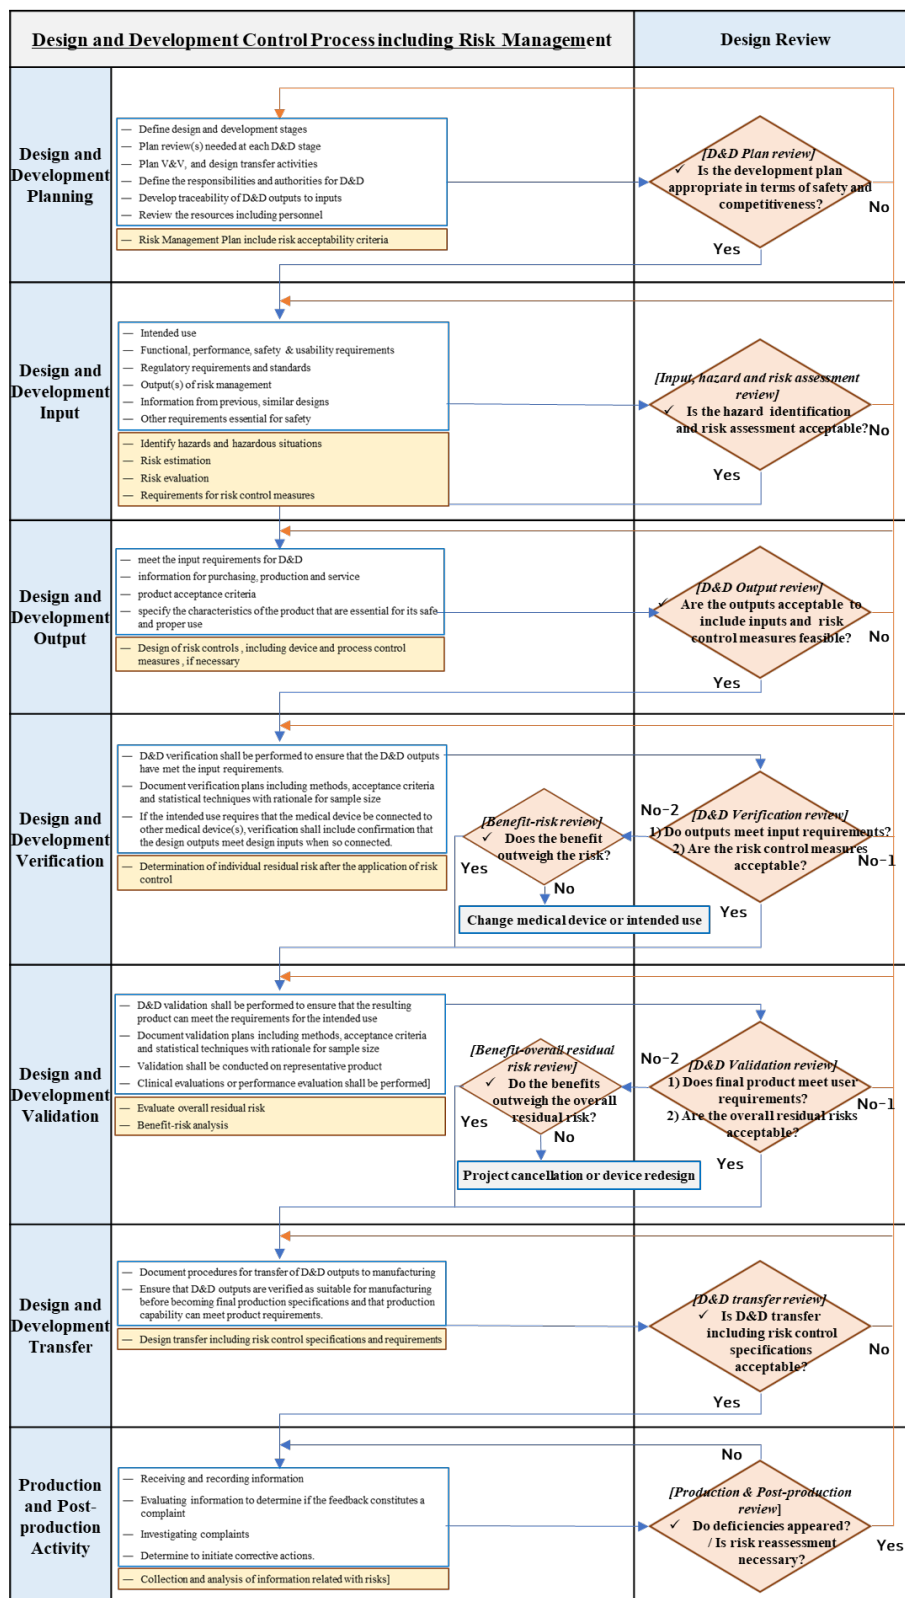 Design and Development Control Process including Risk Management
Design Review
Design and
Development
Planning
— Define design and development stages
— Plan review(s) needed at each D&D stage
— Plan V&V, and design transfer activities
— Define the responsibilities and authorities for D&D
— Develop traceability of D&D outputs to inputs
— Review the resources including personnel
— Risk Management Plan include risk acceptability criteria
[D&D Plan review]
✓ Is the development plan
appropriate in terms of safety and
competitiveness?
No
Yes
Design and
Development
Input
— Intended use
— Functional, performance, safety & usability requirements
— Regulatory requirements and standards
— Output(s) of risk management
— Information from previous, similar designs
— Other requirements essential for safety
— Identify hazards and hazardous situations
— Risk estimation
— Risk evaluation
— Requirements for risk control measures
[Input, hazard and risk assessment
review]
✓ Is the hazard identification
and risk assessment acceptable?
No
Yes
Design and
Development
Output
— meet the input requirements for D&D
— information for purchasing, production and service
— product acceptance criteria
— specify the characteristics of the product that are essential for its safe
and proper use
— Design of risk controls , including device and process control
measures , if necessary
[D&D Output review]
✓ Are the outputs acceptable to
include inputs and risk
control measures feasible?
No
Yes
Design and
Development
Verification
— D&D verification shall be performed to ensure that the D&D outputs
have met the input requirements.
— Document verification plans including methods, acceptance criteria
and statistical techniques with rationale for sample size
— If the intended use requires that the medical device be connected to
other medical device(s), verification shall include confirmation that
the design outputs meet design inputs when so connected.
— Determination of individual residual risk after the application of risk
control
[Benefit-risk review]
✓ Does the benefit
outweigh the risk?
Yes
No
Change medical device or intended use
No-2
[D&D Verification review]
1) Do outputs meet input requirements?
2) Are the risk control measures
acceptable?
No-1
Yes
Design and
Development
Validation
— D&D validation shall be performed to ensure that the resulting
product can meet the requirements for the intended use
— Document validation plans including methods, acceptance criteria
and statistical techniques with rationale for sample size
— Validation shall be conducted on representative product
— Clinical evaluations or performance evaluation shall be performed]
— Evaluate overall residual risk
— Benefit-risk analysis
[Benefit-overall residual
risk review]
✓ Do the benefits
outweigh the overall
residual risk?
Yes
No
Project cancellation or device redesign
No-2
[D&D Validation review]
1) Does final product meet user
requirements?
2) Are the overall residual risks
acceptable?
No-1
Yes
Design and
Development
Transfer
— Document procedures for transfer of D&D outputs to manufacturing
— Ensure that D&D outputs are verified as suitable for manufacturing
before becoming final production specifications and that production
capability can meet product requirements.
— Design transfer including risk control specifications and requirements
[D&D transfer review]
✓ Is D&D transfer
including risk control
specifications
acceptable?
No
Yes
Production
and Post-
production
Activity
— Receiving and recording information
— Evaluating information to determine if the feedback constitutes a
complaint
— Investigating complaints
— Determine to initiate corrective actions.
— Collection and analysis of information related with risks]
No
[Production & Post-production
review]
✓ Do deficiencies appeared?
/ Is risk reassessment
necessary?
Yes